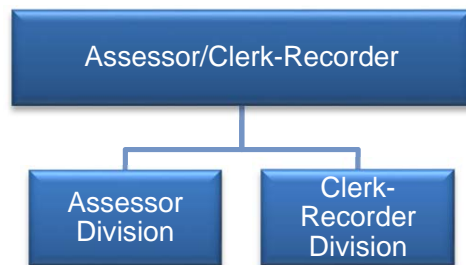 Assessor/Clerk-Recorder
Assessor
Division
Clerk-
Recorder
Division